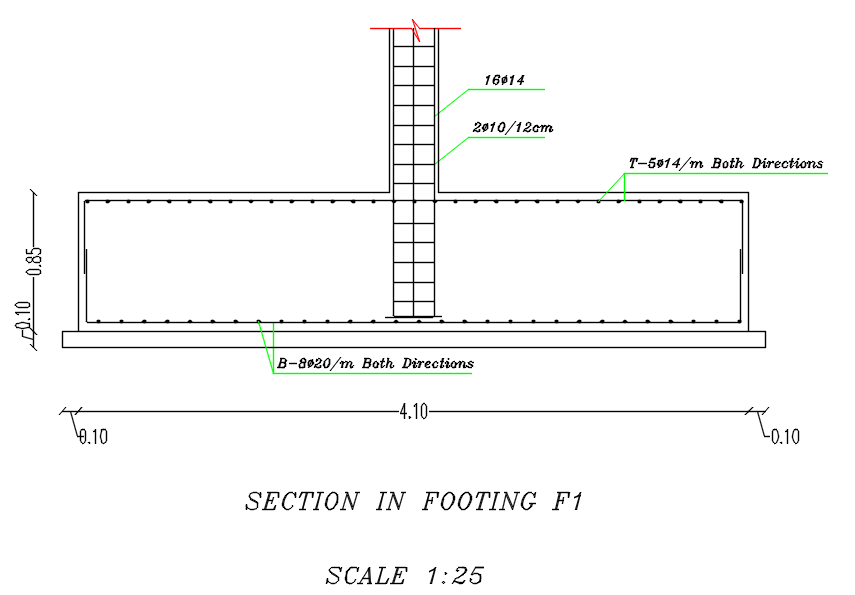 16ø14
2ø10/12cm
T-5ø14/m Both Directions
0.85
0.10
B-8ø20/m Both Directions
4.10
0.10
0.10
SECTION IN FOOTING F1
SCALE 1:25